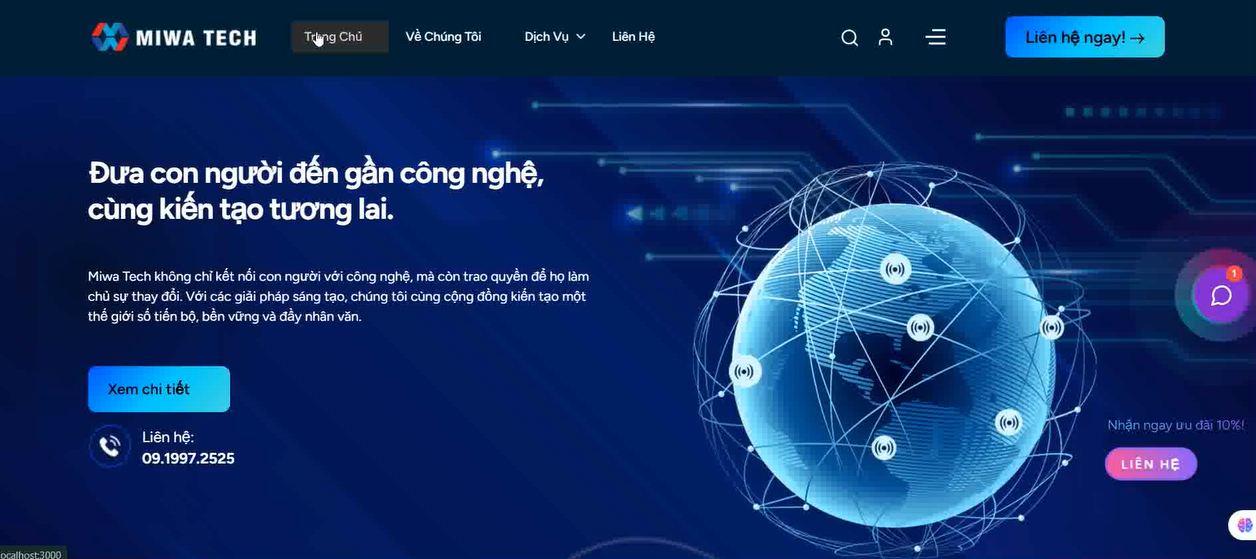 MIWA TECH
Trang Chủ
Về Chúng Tôi
Dịch Vụ
Liên Hệ
Liên hệ ngay! →
Đưa con người đến gần công nghệ,
cùng kiến tạo tương lai.
Miwa Tech không chỉ kết nối con người với công nghệ, mà còn trao quyền để họ làm
chủ sự thay đổi. Với các giải pháp sáng tạo, chúng tôi cùng cộng đồng kiến tạo một
thế giới số tiến bộ, bền vững và đầy nhân văn.
1
Xem chi tiết
Liên hệ:
09.1997.2525
Nhận ngay ưu đãi 10%!
LIÊN HỆ
ocalhost:3000